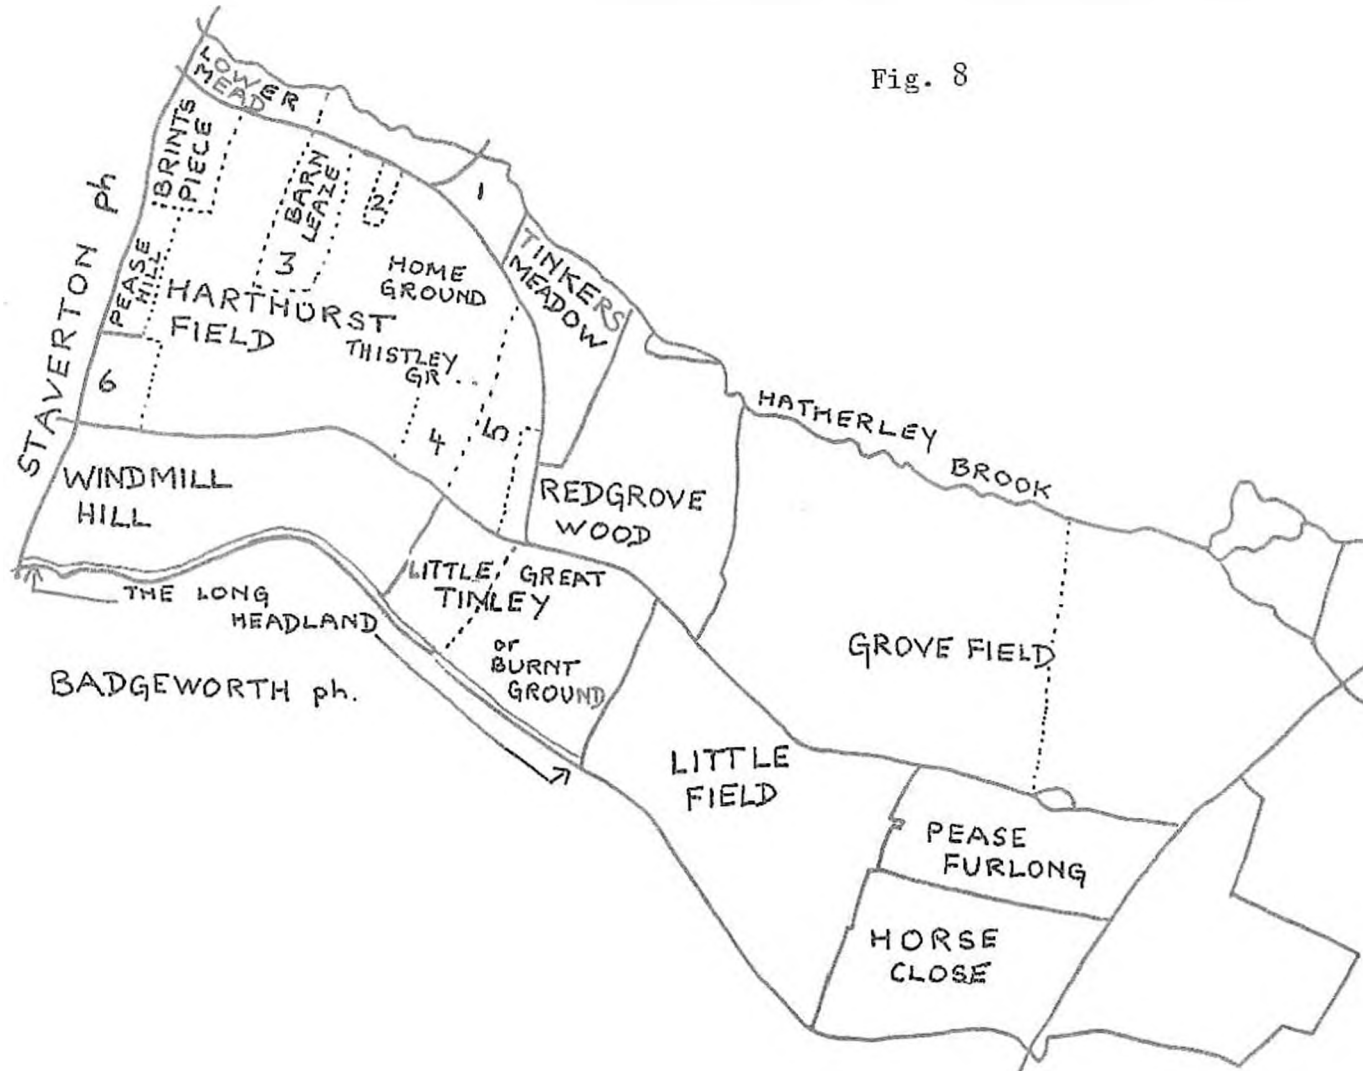 Fig. 8
LOWER
MEAD
BRINTS
PIECE
BARN
LEAZE
2
1
3
TINKERS
MEADOW
STAVERTON ph
PEASE
HILL
HOME
GROUND
HARTHURST
FIELD
THISTLEY
GR
6
4
5
HATHERLEY
BROOK
WINDMILL
HILL
REDGROVE
WOOD
LITTLE
TINLEY
GREAT
or
BURNT
GROUND
THE LONG
HEADLAND
BADGEWORTH ph.
GROVE FIELD
LITTLE
FIELD
PEASE
FURLONG
HORSE
CLOSE